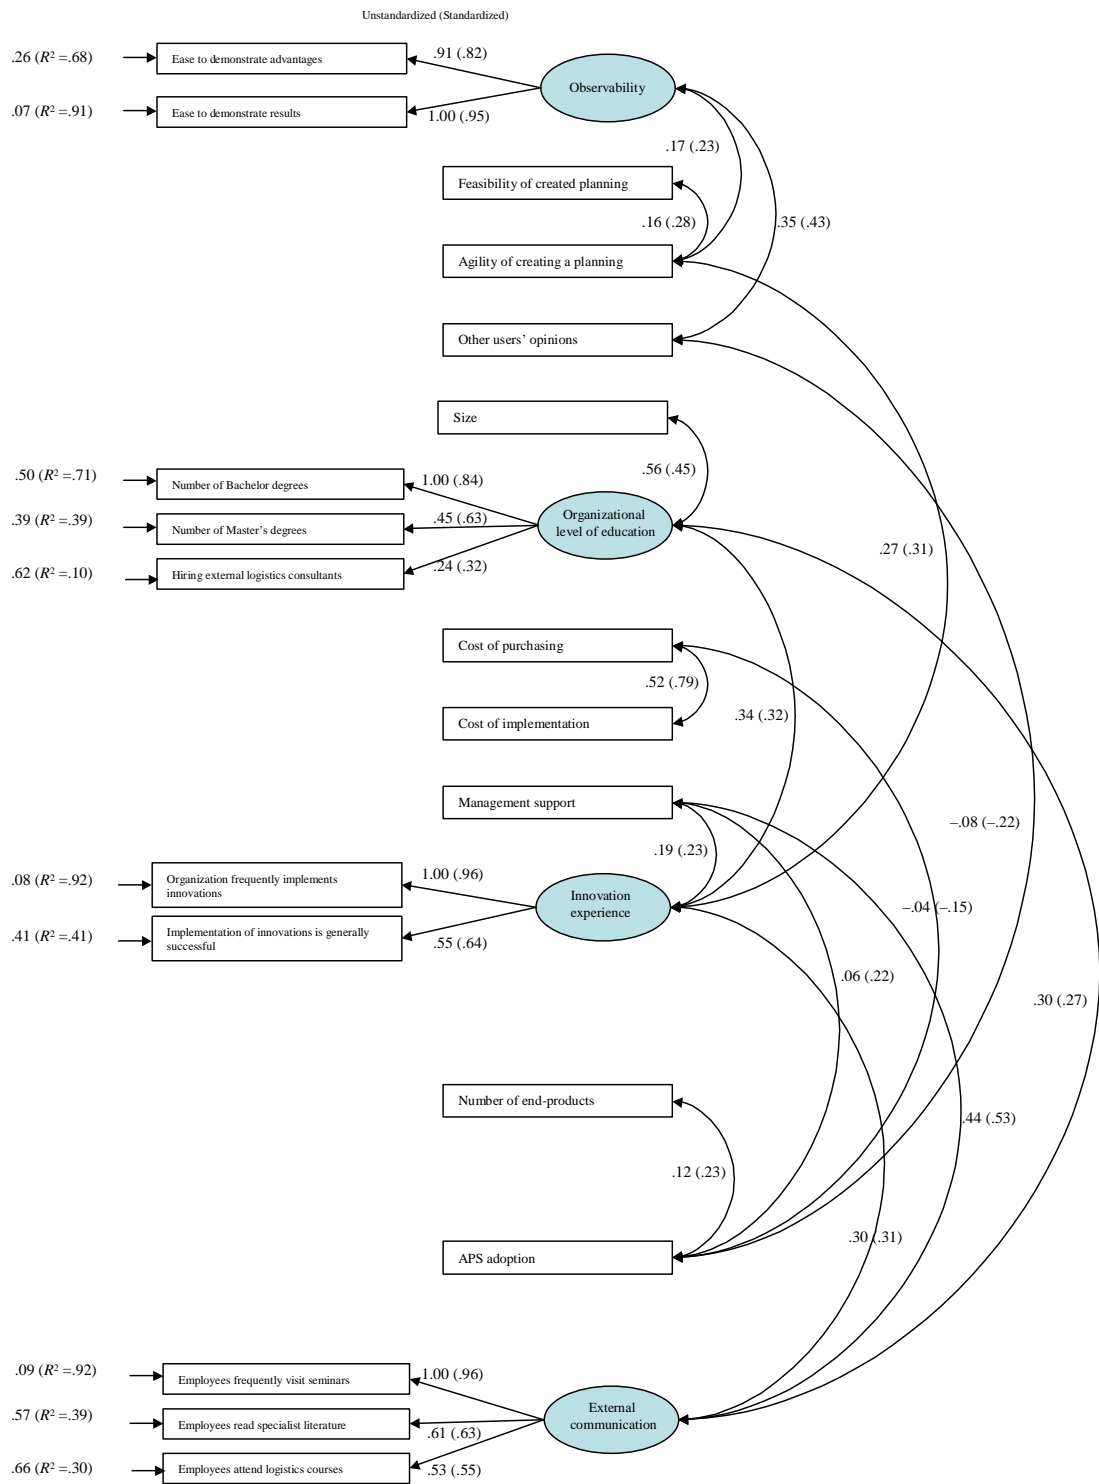 Unstandardized (Standardized)
.26 (R² =.68)
Ease to demonstrate advantages
.91 (.82)
Observability
.07 (R² =.91)
Ease to demonstrate results
1.00 (.95)
.17 (.23)
Feasibility of created planning
.16 (.28)
.35 (.43)
Agility of creating a planning
Other users’ opinions
Size
.56 (.45)
.50 (R² =.71)
Number of Bachelor degrees
1.00 (.84)
Organizational
level of education
.39 (R² =.39)
Number of Master’s degrees
.45 (.63)
.27 (.31)
.62 (R² =.10)
Hiring external logistics consultants
.24 (.32)
Cost of purchasing
.52 (.79)
.34 (.32)
Cost of implementation
Management support
–.08 (–.22)
.19 (.23)
.08 (R² =.92)
Organization frequently implements
innovations
1.00 (.96)
Innovation
experience
–.04 (–.15)
.41 (R² =.41)
Implementation of innovations is generally
successful
.55 (.64)
.06 (.22)
.30 (.27)
Number of end-products
.44 (.53)
.12 (.23)
.30 (.31)
APS adoption
.09 (R² =.92)
Employees frequently visit seminars
1.00 (.96)
External
communication
.57 (R² =.39)
Employees read specialist literature
.61 (.63)
.66 (R² =.30)
Employees attend logistics courses
.53 (.55)